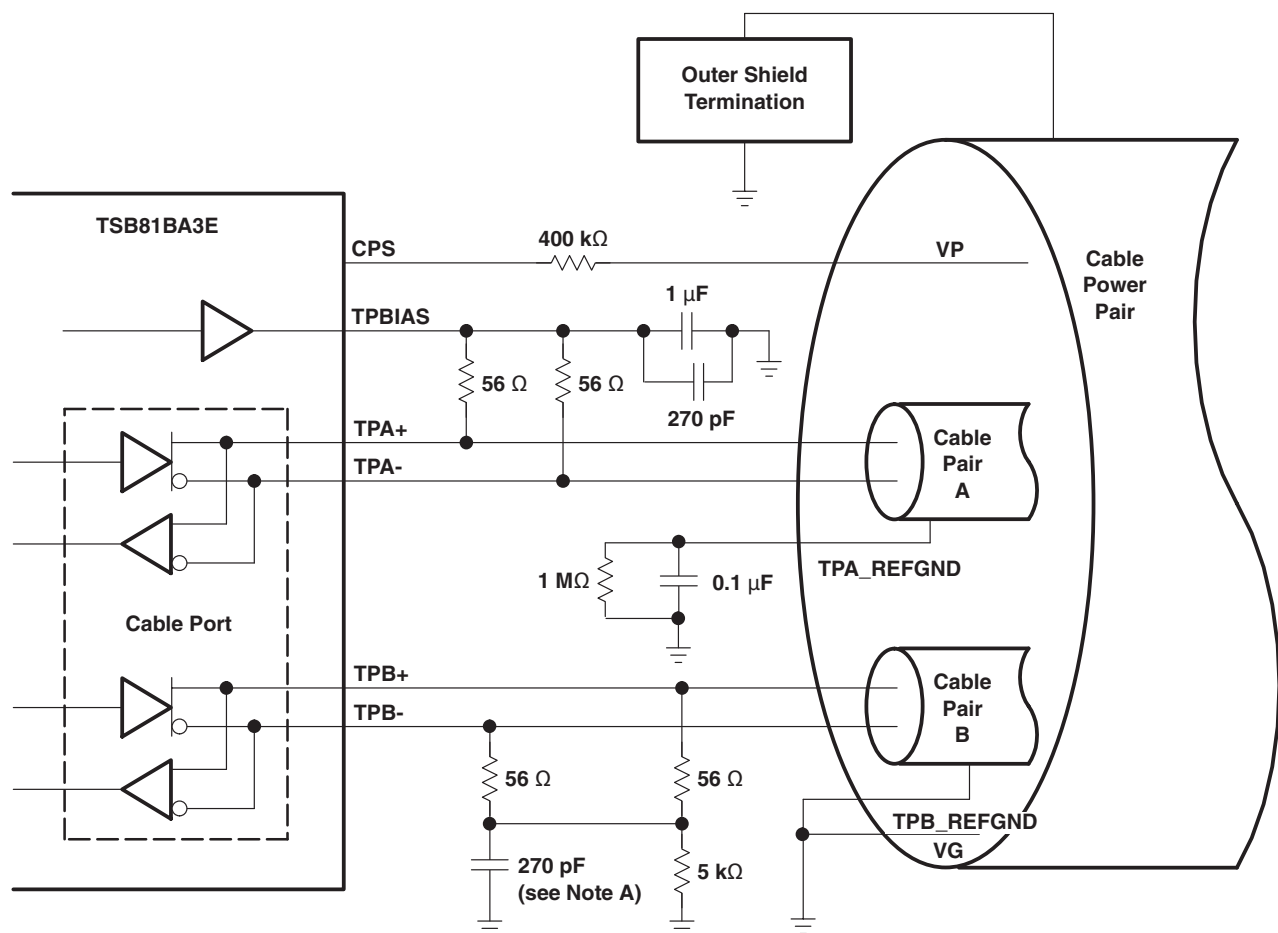 Outer Shield
Termination
TSB81BA3E
CPS
400 kΩ
VP
Cable
Power
Pair
1 μF
TPBIAS
56 Ω
56 Ω
270 pF
TPA+
TPA-
Cable
Pair
A
1 MΩ
0.1 μF
TPA_REFGND
Cable Port
TPB+
TPB-
Cable
Pair
B
56 Ω
56 Ω
TPB_REFGND
VG
270 pF
(see Note A)
5 kΩ